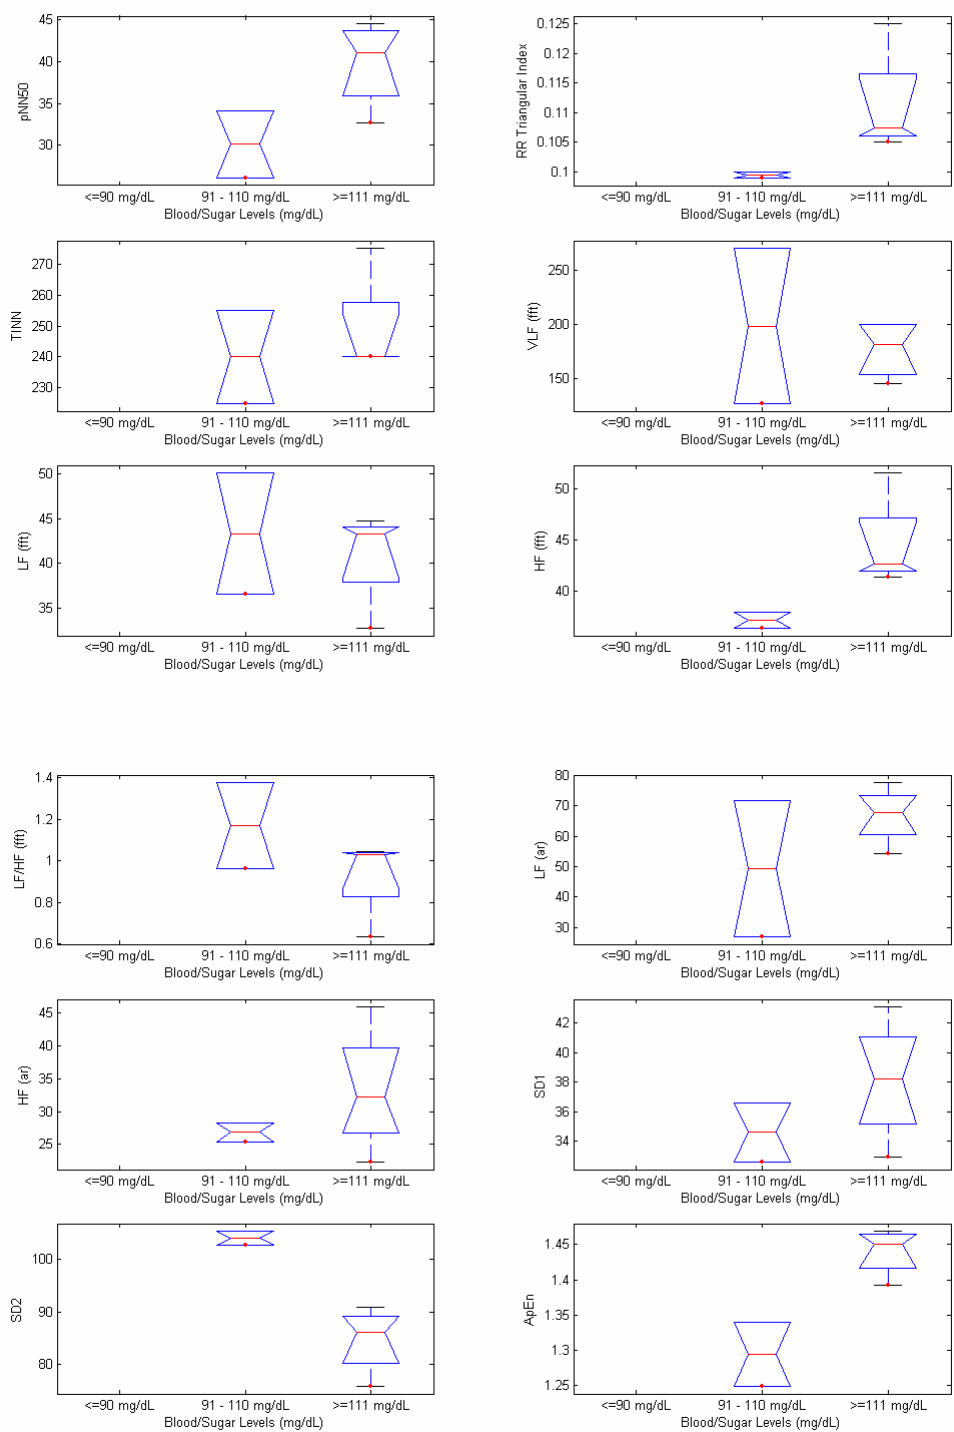 45
40
35
30
pNN50
<=90 mg/dL 91 - 110 mg/dL >=111 mg/dL
Blood/Sugar Levels (mg/dL)
0.125
0.12
0.115
0.11
0.105
0.1
RR Triangular Index
<=90 mg/dL 91 - 110 mg/dL >=111 mg/dL
Blood/Sugar Levels (mg/dL)
270
260
250
240
230
TINN
<=90 mg/dL 91 - 110 mg/dL >=111 mg/dL
Blood/Sugar Levels (mg/dL)
250
200
150
VLF (fft)
<=90 mg/dL 91 - 110 mg/dL >=111 mg/dL
Blood/Sugar Levels (mg/dL)
50
45
40
35
LF (fft)
<=90 mg/dL 91 - 110 mg/dL >=111 mg/dL
Blood/Sugar Levels (mg/dL)
50
45
40
HF (fft)
<=90 mg/dL 91 - 110 mg/dL >=111 mg/dL
Blood/Sugar Levels (mg/dL)
1.4
1.2
1
0.8
0.6
LF/HF (fft)
<=90 mg/dL 91 - 110 mg/dL >=111 mg/dL
Blood/Sugar Levels (mg/dL)
80
70
60
50
40
30
LF (ar)
<=90 mg/dL 91 - 110 mg/dL >=111 mg/dL
Blood/Sugar Levels (mg/dL)
45
40
35
30
25
HF (ar)
<=90 mg/dL 91 - 110 mg/dL >=111 mg/dL
Blood/Sugar Levels (mg/dL)
42
40
38
36
34
SD1
<=90 mg/dL 91 - 110 mg/dL >=111 mg/dL
Blood/Sugar Levels (mg/dL)
100
90
80
SD2
<=90 mg/dL 91 - 110 mg/dL >=111 mg/dL
Blood/Sugar Levels (mg/dL)
1.45
1.4
1.35
1.3
1.25
ApEn
<=90 mg/dL 91 - 110 mg/dL >=111 mg/dL
Blood/Sugar Levels (mg/dL)